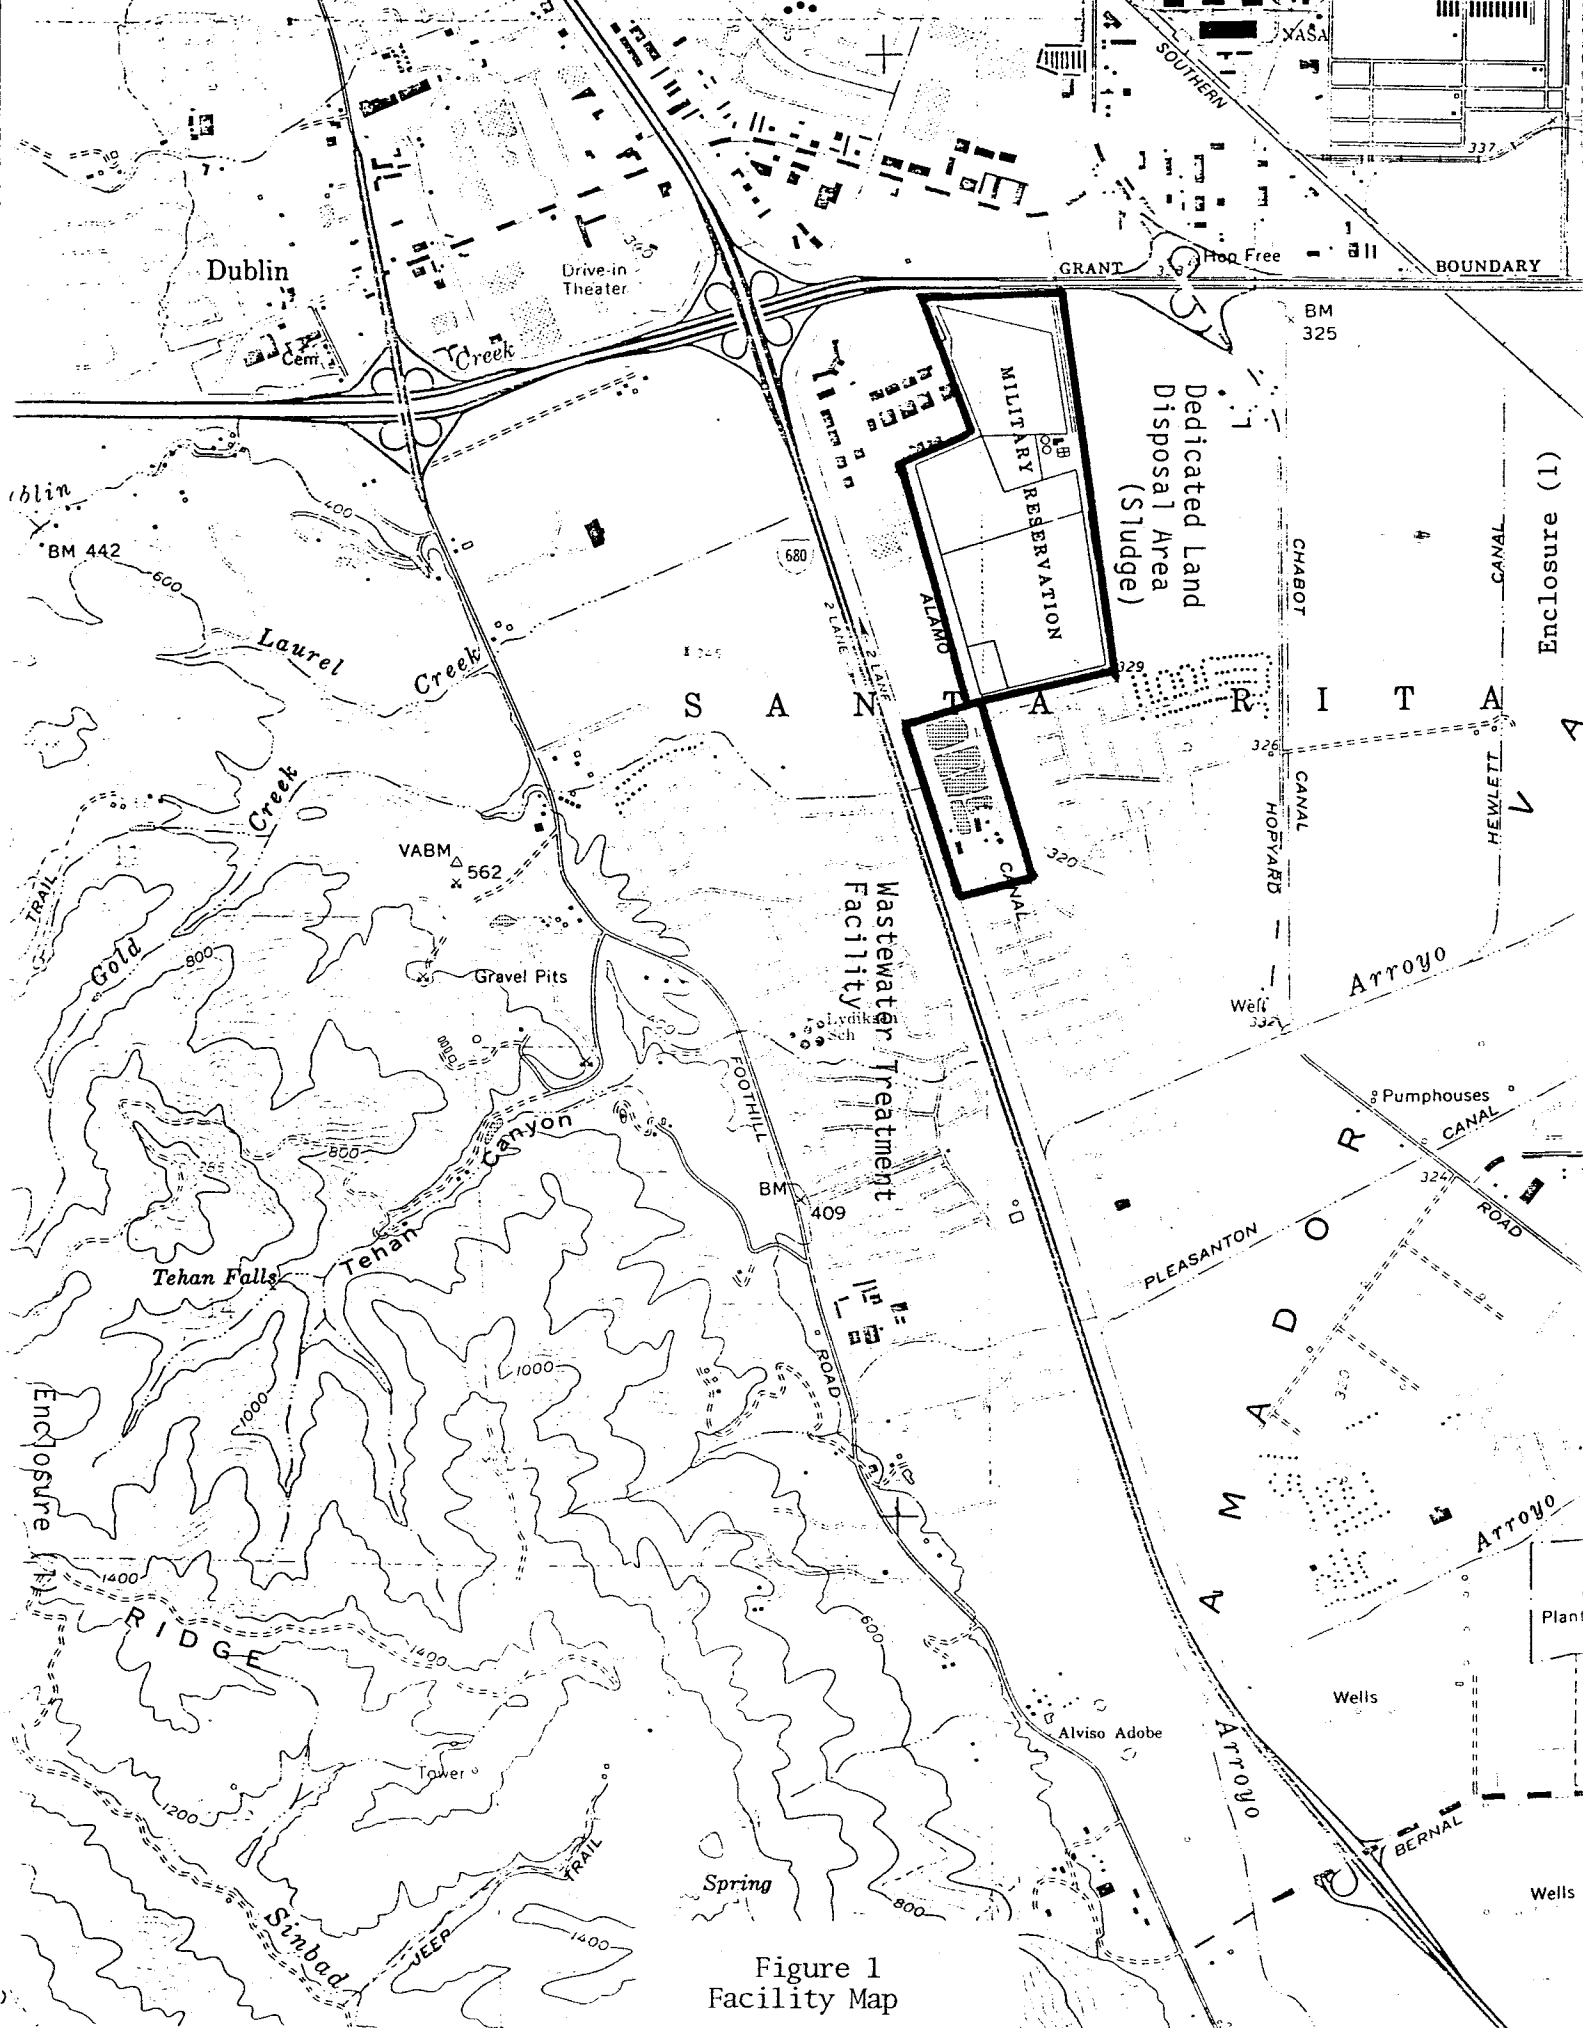 NASA
SOUTHERN
337
Dublin
Drive-in
Theater
GRANT
Hop Free
BOUNDARY
BM
325
Cem
Creek
MILITARY RESERVATION
Dedicated Land
Disposal Area
(Sludge)
CHABOT
CANAL
Enclosure (1)
BM 442
400
600
680
2 LANE
2 LANE
ALAMO
Laurel
Creek
329
SANTA RITA
326
CANAL
HOPYARD
HEWLETT
V
A
Creek
VABM
562
TRAIL
320
CANAL
Gold
800
Gravel Pits
Wastewater Treatment
Facility
Lydiksen
Sch
Arroyo
Well
332
FOOTHILL
Pumphouses
CANAL
Canyon
800
BM
409
324
ROAD
PLEASANTON
Tehan
Tehan Falls
R
O
D
A
M
A
1000
ROAD
1000
320
Enclosure
Arroyo
1400
RIDGE
1400
600
Plant
Wells
Alviso Adobe
Arroyo
Tower
1200
BERNAL
TRAIL
Spring
Wells
800
Sinbad
JEEP
1400
Figure 1
Facility Map